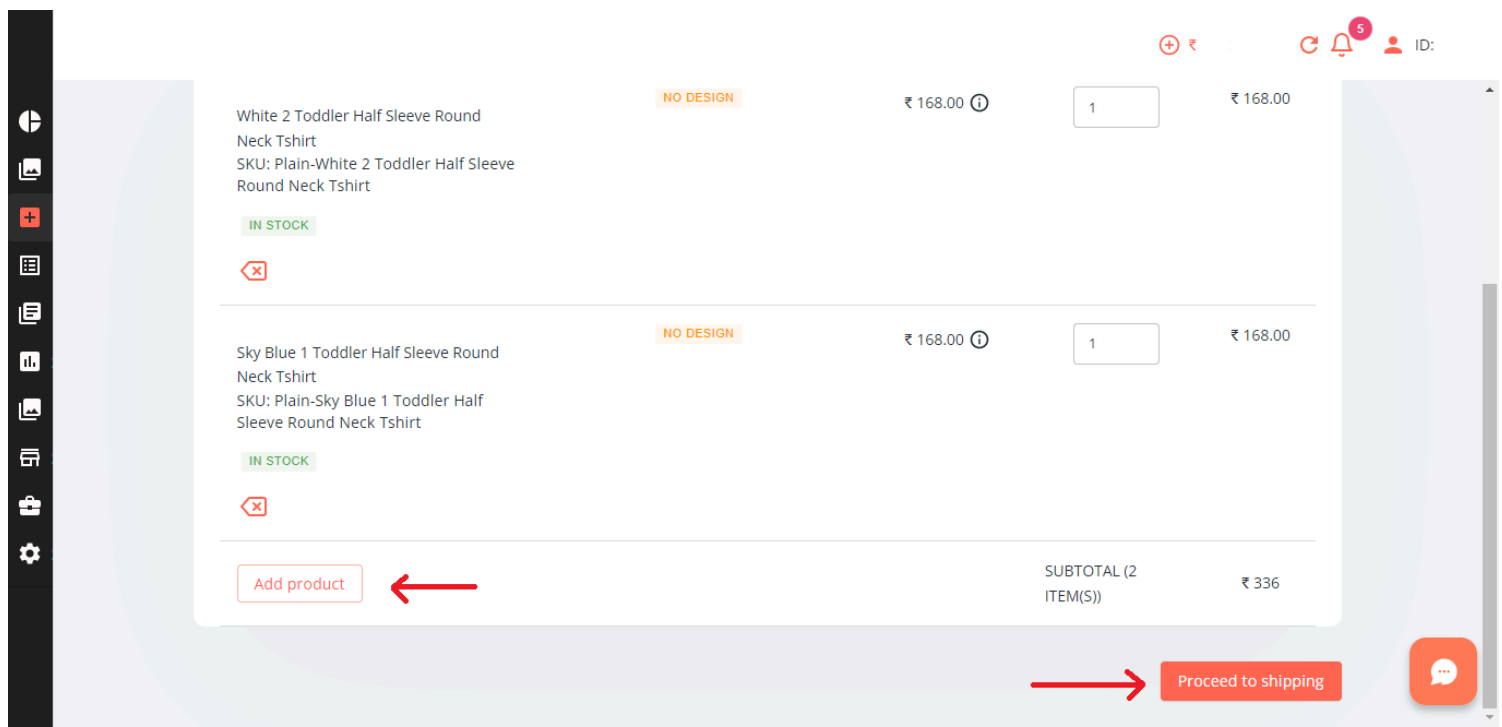 ₹
5
ID:
NO DESIGN
₹ 168.00
1
₹ 168.00
White 2 Toddler Half Sleeve Round
Neck Tshirt
SKU: Plain-White 2 Toddler Half Sleeve
Round Neck Tshirt
IN STOCK
NO DESIGN
₹ 168.00
1
₹ 168.00
Sky Blue 1 Toddler Half Sleeve Round
Neck Tshirt
SKU: Plain-Sky Blue 1 Toddler Half
Sleeve Round Neck Tshirt
IN STOCK
Add product
SUBTOTAL (2
ITEM(S))
₹ 336
Proceed to shipping